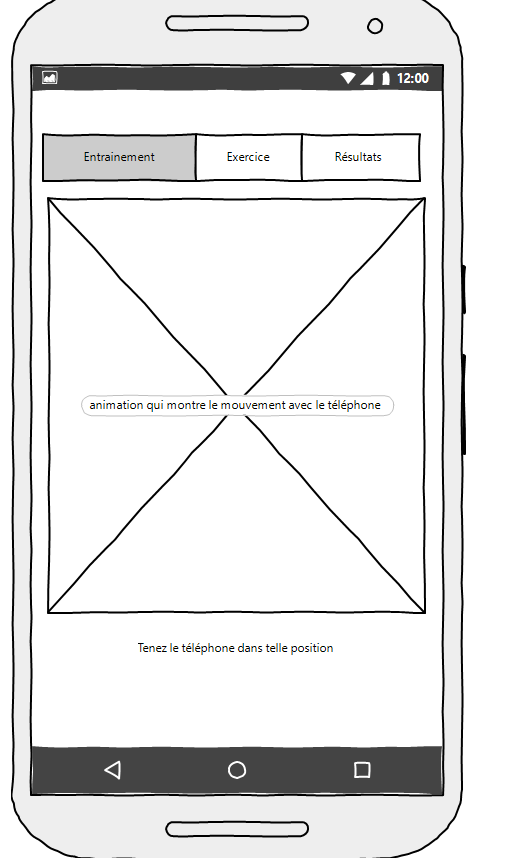 12:00
Entrainement Exercice Résultats
animation qui montre le mouvement avec le téléphone
Tenez le téléphone dans telle position